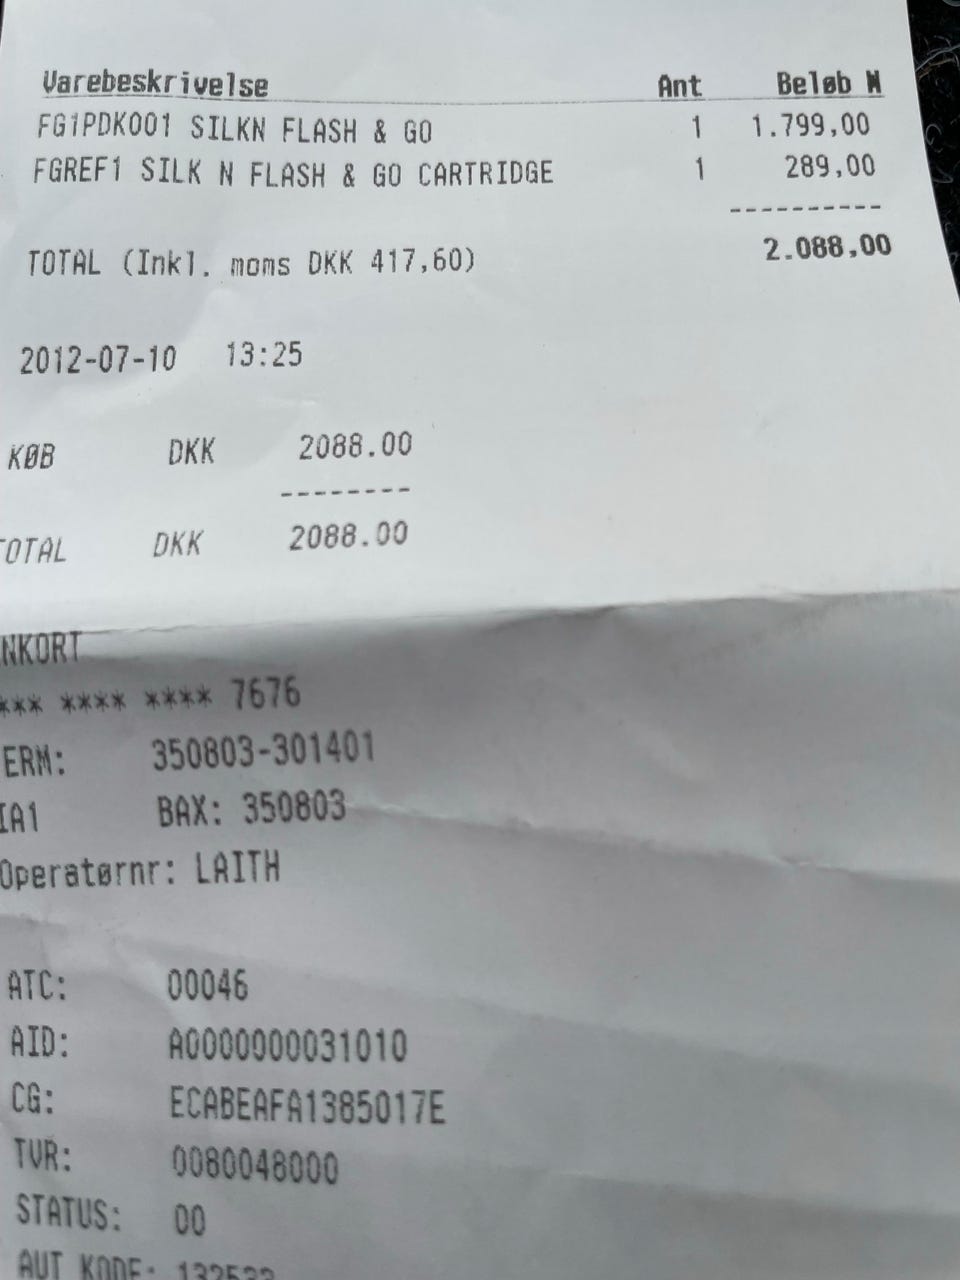 Varebeskrivelse Ant Beløb M
FG1PDK001 SILKN FLASH & GO 1 1.799,00
FGREF1 SILK N FLASH & GO CARTRIDGE 1 289,00
----------
TOTAL (Inkl. moms DKK 417,60) 2.088,00
2012-07-10 13:25
KØB DKK 2088.00
--------
TOTAL DKK 2088.00
NKORT
*** **** **** 7676
ERM: 350803-301401
IA1 BAX: 350803
Operatørnr: LAITH
ATC: 00046
AID: A0000000031010
CG: ECABEAFA1385017E
TVR: 0080048000
STATUS: 00
AUT KODE: